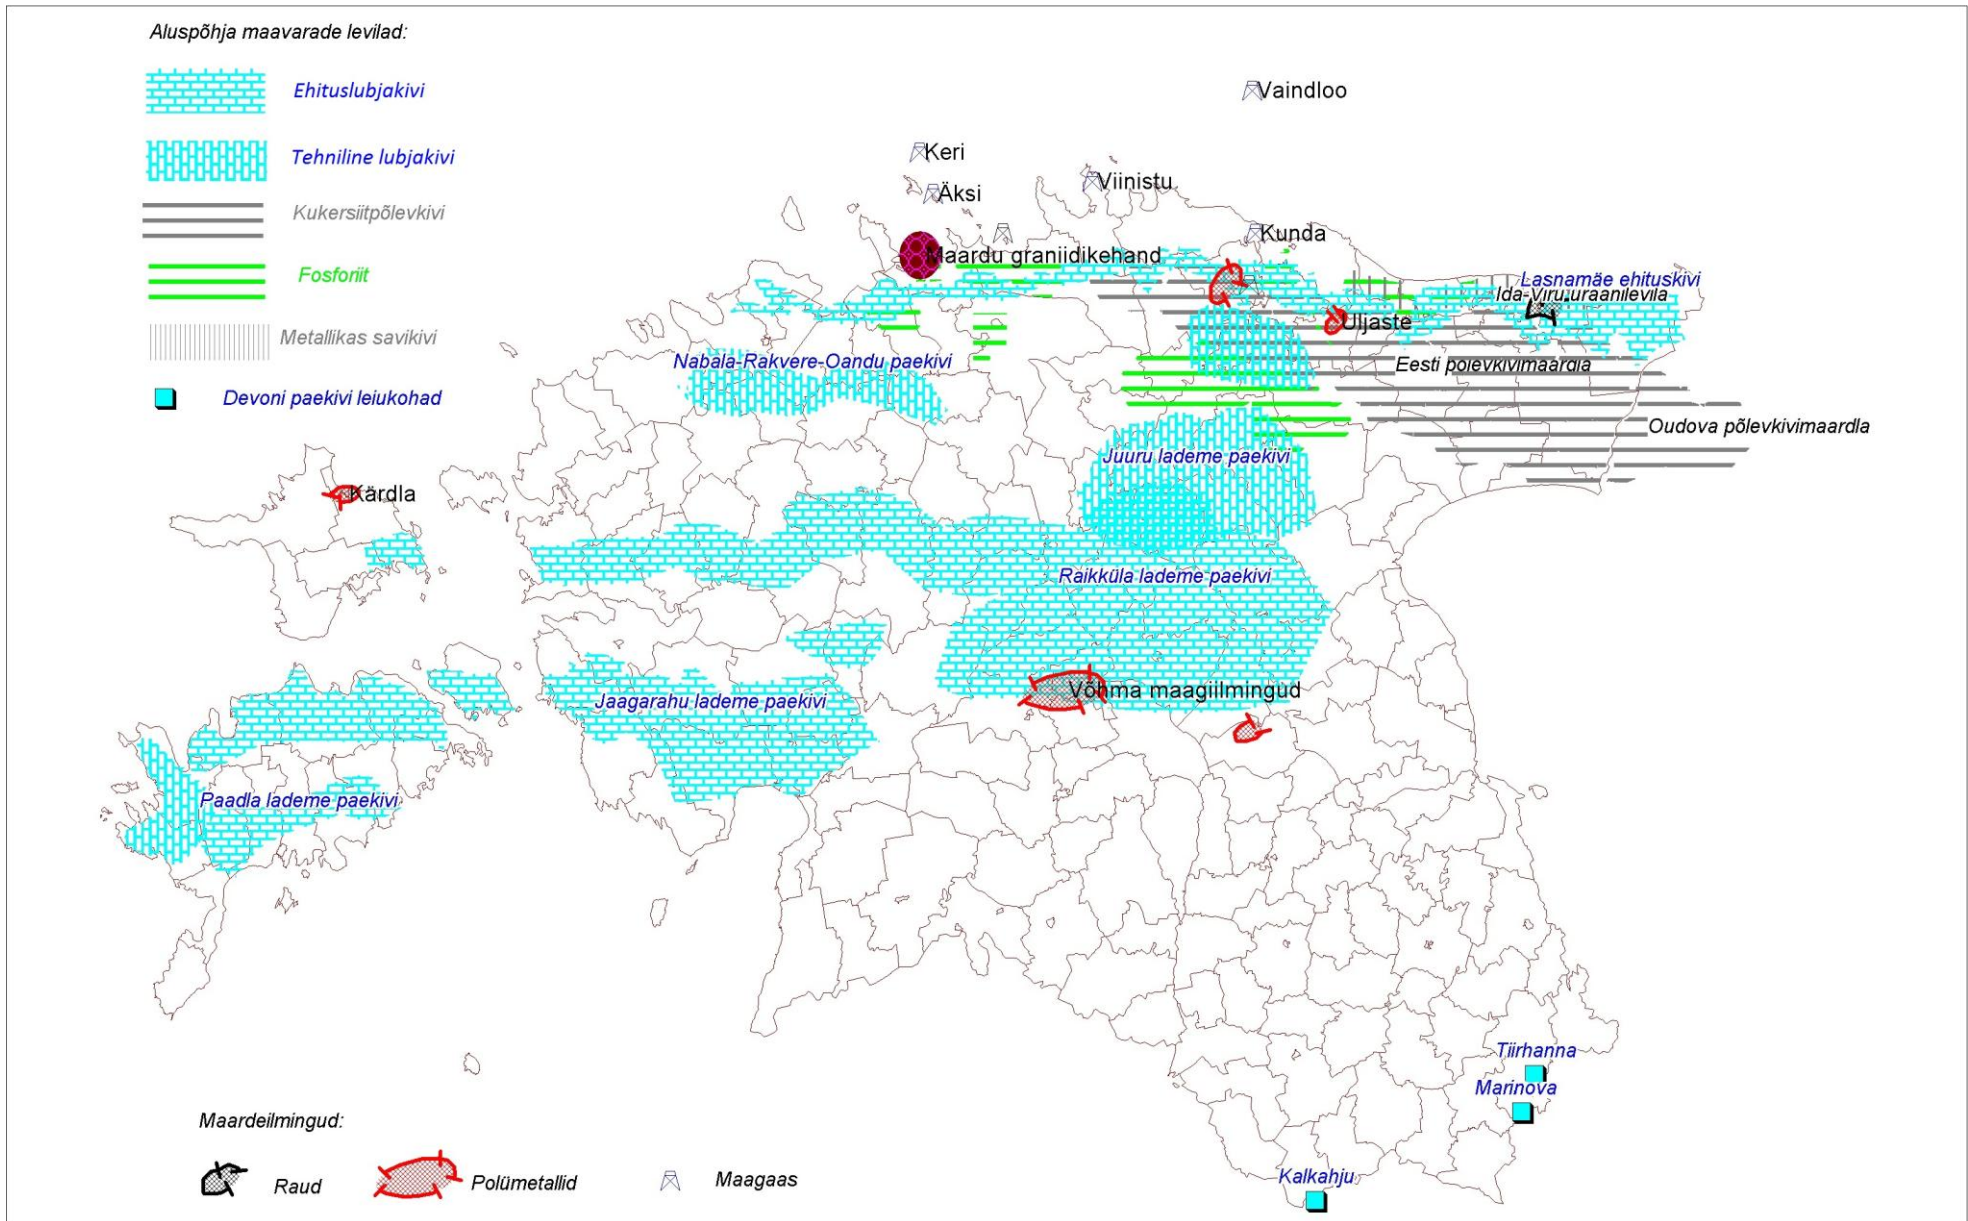 Aluspõhja maavarade levilad:
Ehituslubjakivi
Tehniline lubjakivi
Kukersiitpõlevkivi
Fosforiit
Metallikas savikivi
Devoni paekivi leiukohad
Vaindloo
Keri
Äksi
Viinistu
Kunda
Maardu graniidikehand
Lasnamäe ehituskivi
Ida-Viru uraanilevila
Uljaste
Nabala-Rakvere-Oandu paekivi
Eesti põlevkivimaardla
Oudova põlevkivimaardla
Juuru lademe paekivi
Kärdla
Raikküla lademe paekivi
Võhma maagiilmingud
Jaagarahu lademe paekivi
Paadla lademe paekivi
Tiirhanna
Marinova
Kalkahju
Maardeilmingud:
Raud
Polümetallid
Maagaas